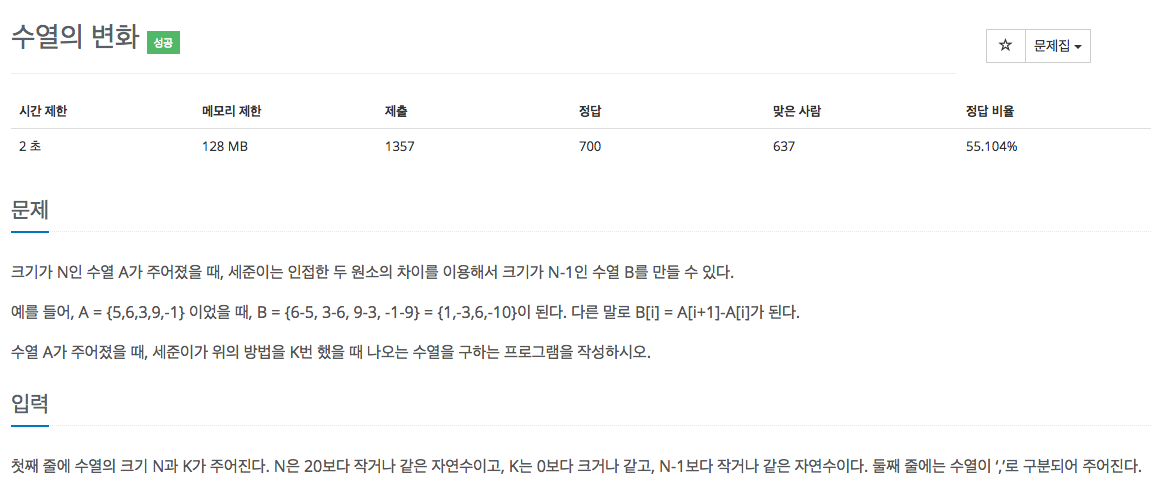 수열의 변화 성공
☆ 문제집
시간 제한 메모리 제한 제출 정답 맞은 사람 정답 비율
2 초 128 MB 1357 700 637 55.104%
문제
크기가 N인 수열 A가 주어졌을 때, 세준이는 인접한 두 원소의 차이를 이용해서 크기가 N-1인 수열 B를 만들 수 있다.
예를 들어, A = {5,6,3,9,-1} 이었을 때, B = {6-5, 3-6, 9-3, -1-9} = {1,-3,6,-10}이 된다. 다른 말로 B[i] = A[i+1]-A[i]가 된다.
수열 A가 주어졌을 때, 세준이가 위의 방법을 K번 했을 때 나오는 수열을 구하는 프로그램을 작성하시오.
입력
첫째 줄에 수열의 크기 N과 K가 주어진다. N은 20보다 작거나 같은 자연수이고, K는 0보다 크거나 같고, N-1보다 작거나 같은 자연수이다. 둘째 줄에는 수열이 ‘,’로 구분되어 주어진다.